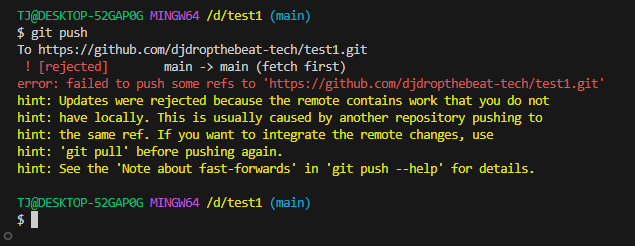 TJ@DESKTOP-52GAP0G MINGW64 /d/test1 (main)
$ git push
To https://github.com/djdropthebeat-tech/test1.git
 ! [rejected]        main -> main (fetch first)
error: failed to push some refs to 'https://github.com/djdropthebeat-tech/test1.git'
hint: Updates were rejected because the remote contains work that you do not
hint: have locally. This is usually caused by another repository pushing to
hint: the same ref. If you want to integrate the remote changes, use
hint: 'git pull' before pushing again.
hint: See the 'Note about fast-forwards' in 'git push --help' for details.
TJ@DESKTOP-52GAP0G MINGW64 /d/test1 (main)
$